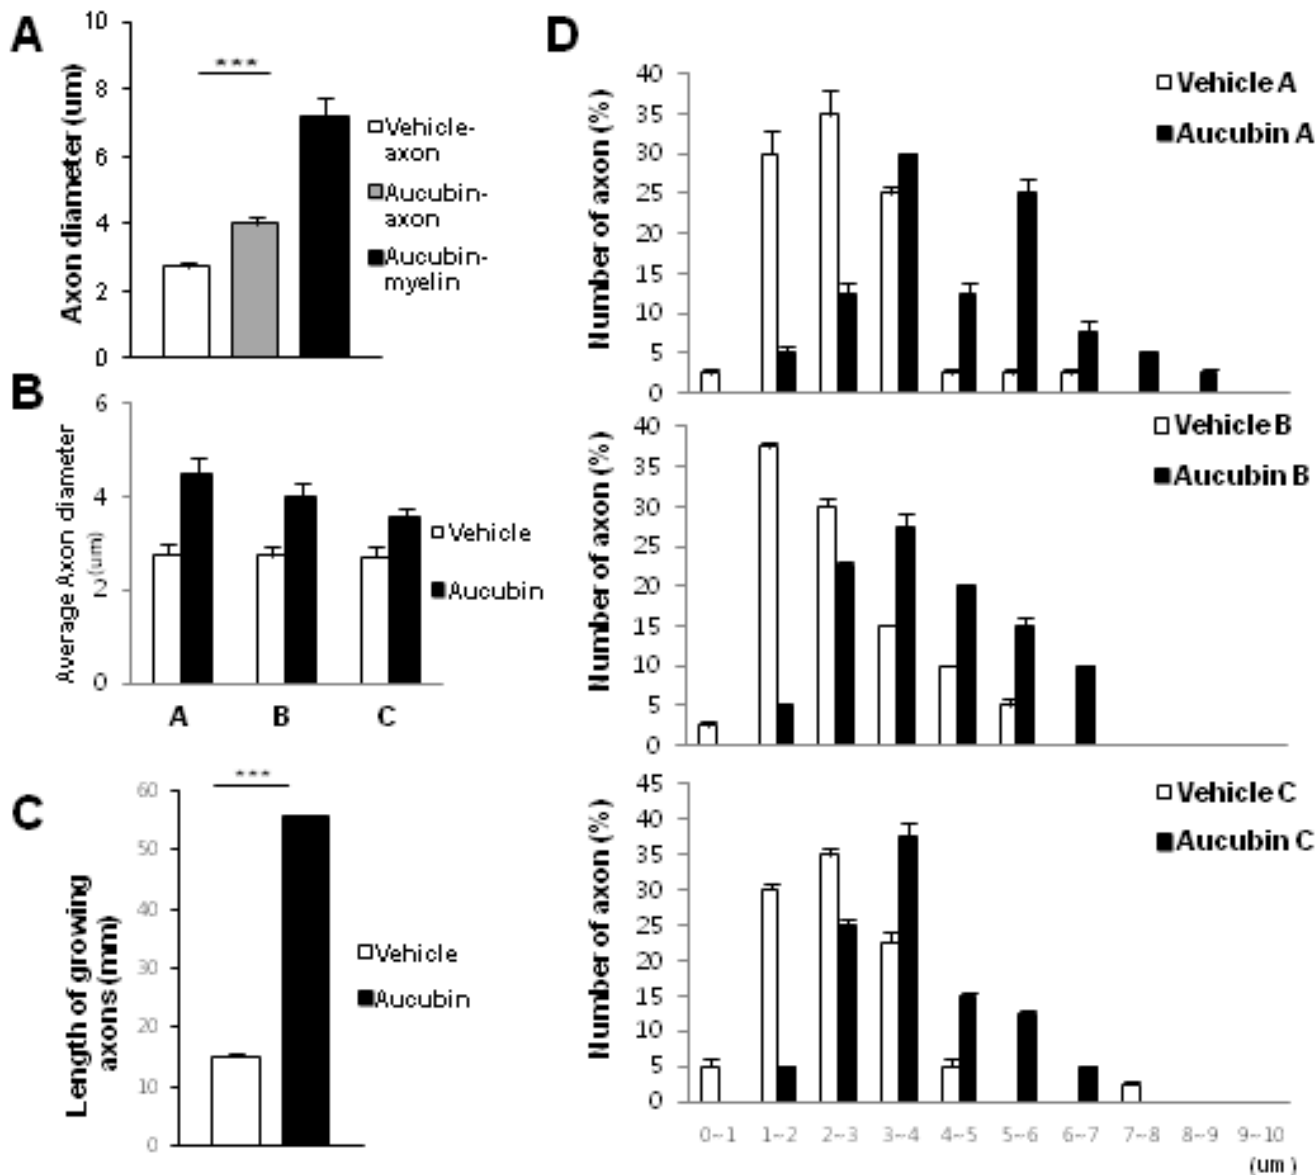 A
10
8
6
4
2
0
Axon diameter (um)
***
Vehicle-
axon
Aucubin-
axon
Aucubin-
myelin
B
6
4
2
0
Average Axon diameter
(um)
A B C
Vehicle
Aucubin
C
60
50
40
30
20
10
0
Length of growing
axons (mm)
***
Vehicle
Aucubin
D
40
35
30
25
20
15
10
5
0
Number of axon (%)
Vehicle A
Aucubin A
40
35
30
25
20
15
10
5
0
Number of axon (%)
Vehicle B
Aucubin B
45
40
35
30
25
20
15
10
5
0
Number of axon (%)
Vehicle C
Aucubin C
0~1 1~2 2~3 3~4 4~5 5~6 6~7 7~8 8~9 9~10
(um)